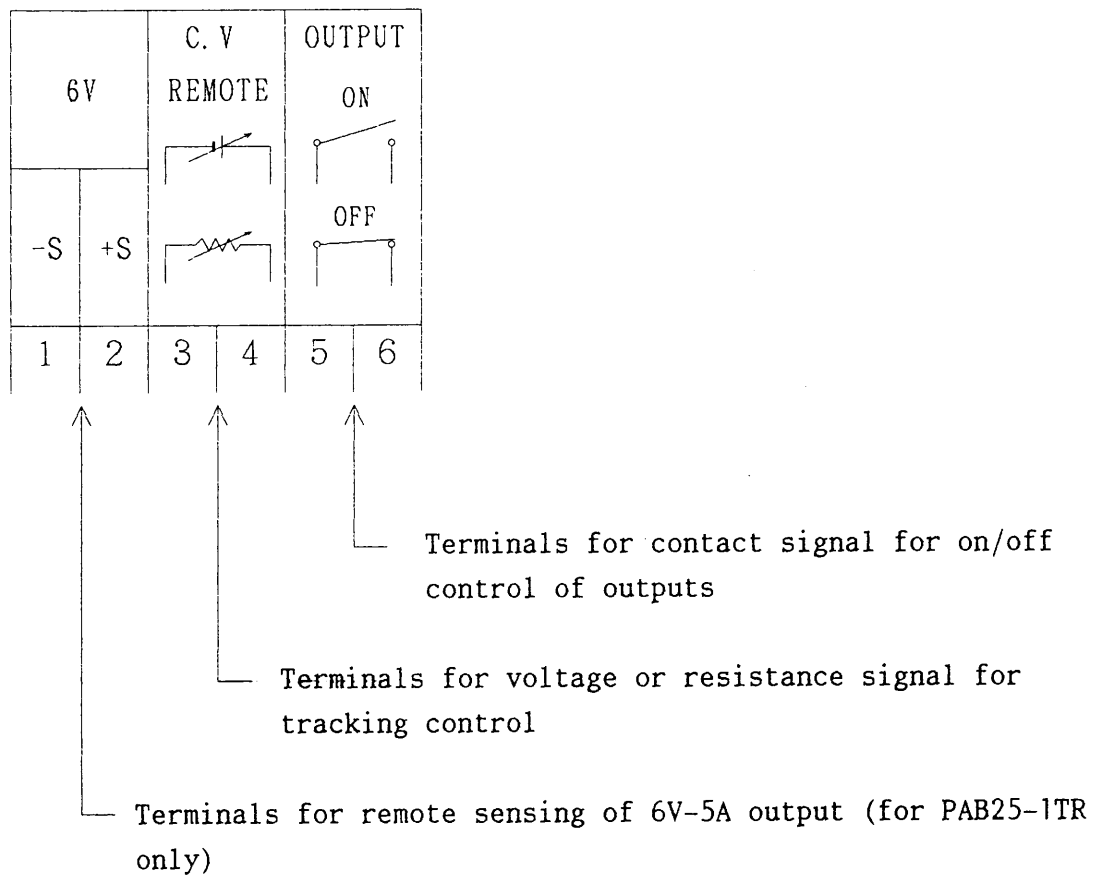 6V
C. V
REMOTE
OUTPUT
ON
OFF
-S
+S
1
2
3
4
5
6
Terminals for contact signal for on/off
control of outputs
Terminals for voltage or resistance signal for
tracking control
Terminals for remote sensing of 6V-5A output (for PAB25-1TR
only)